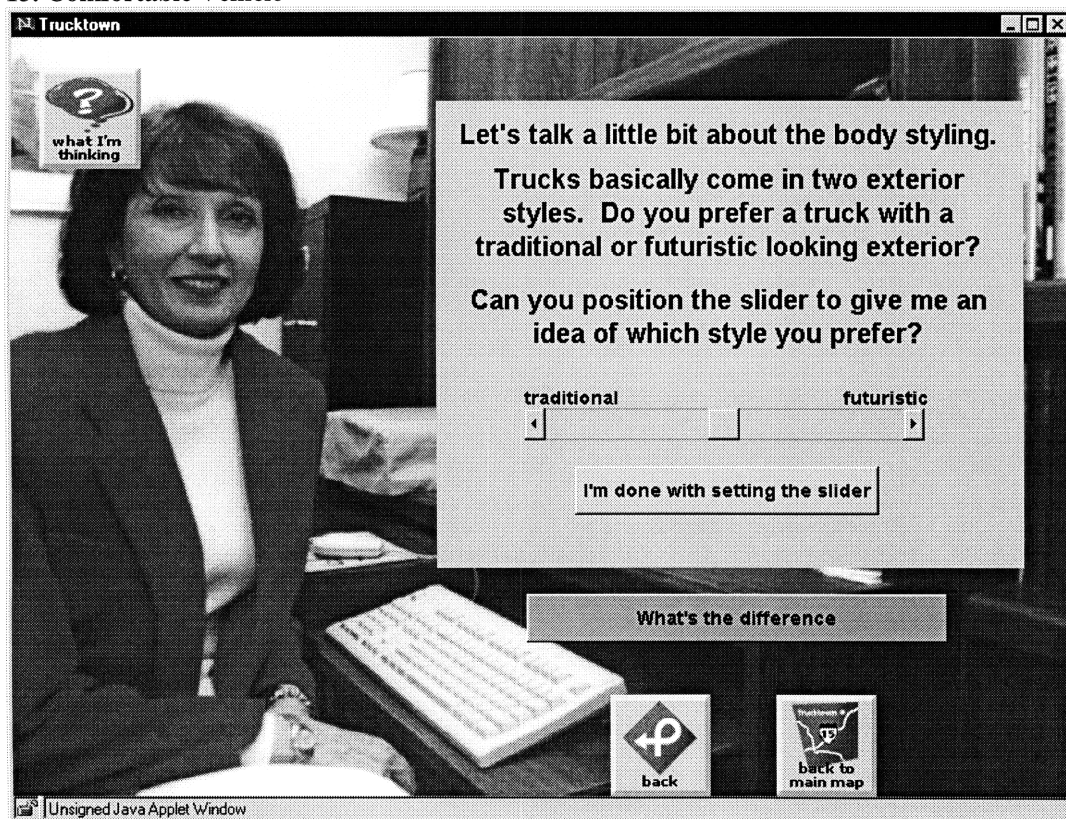 Trucktown
what I'm
thinking
Let's talk a little bit about the body styling.
Trucks basically come in two exterior
styles. Do you prefer a truck with a
traditional or futuristic looking exterior?
Can you position the slider to give me an
idea of which style you prefer?
traditional futuristic
I'm done with setting the slider
What's the difference
back
Trucktown
15
back to
main map
Unsigned Java Applet Window